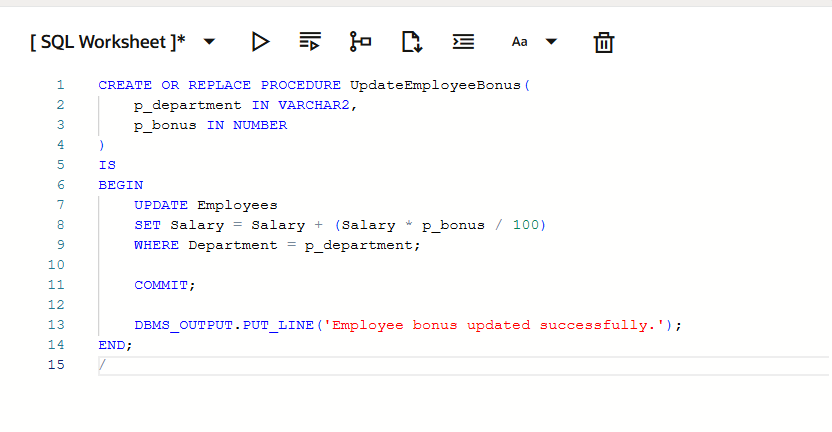 [ SQL Worksheet ]* Aa
1 CREATE OR REPLACE PROCEDURE UpdateEmployeeBonus(
2     p_department IN VARCHAR2,
3     p_bonus IN NUMBER
4 )
5 IS
6 BEGIN
7     UPDATE Employees
8     SET Salary = Salary + (Salary * p_bonus / 100)
9     WHERE Department = p_department;
10
11     COMMIT;
12
13     DBMS_OUTPUT.PUT_LINE('Employee bonus updated successfully.');
14 END;
15 /